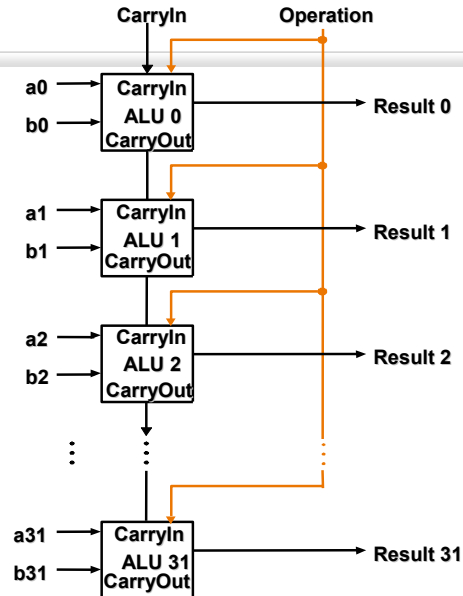 CarryIn Operation
a0 CarryIn
ALU 0 Result 0
b0
CarryOut
a1 CarryIn
ALU 1 Result 1
b1
CarryOut
a2 CarryIn
ALU 2 Result 2
b2
CarryOut
a31 CarryIn
ALU 31 Result 31
b31
CarryOut